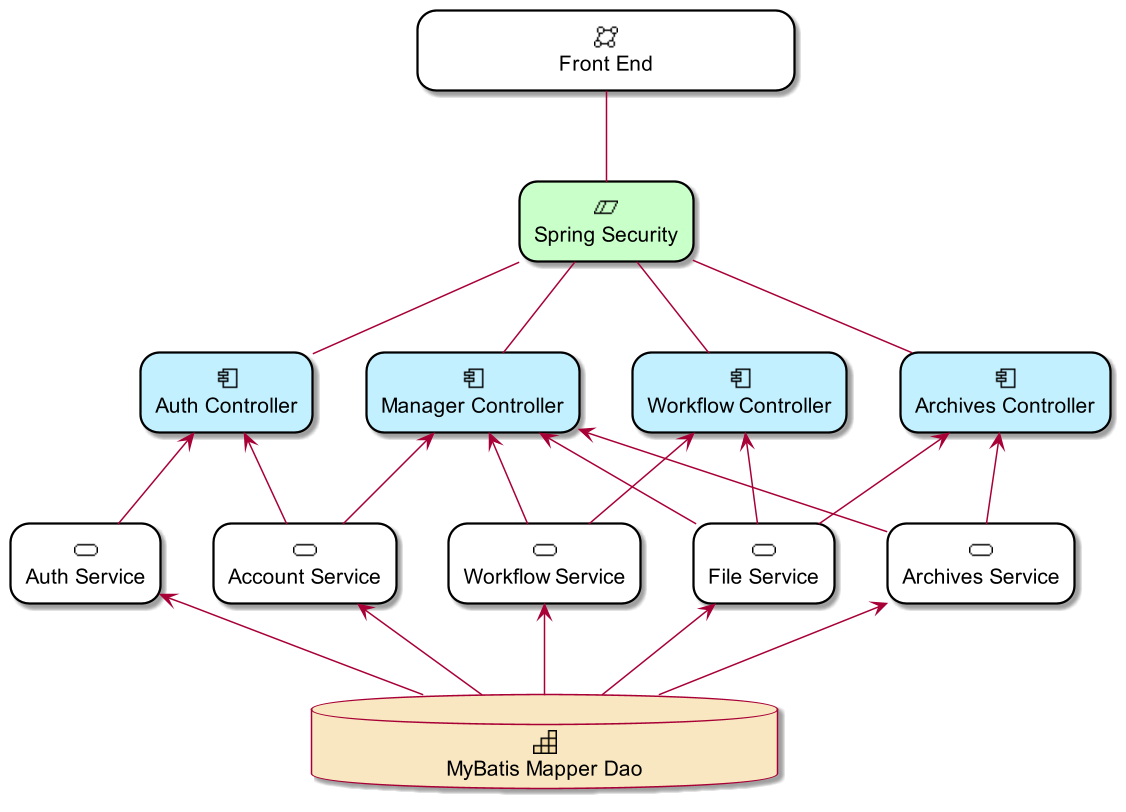 Front End
Spring Security
Auth Controller
Manager Controller
Workflow Controller
Archives Controller
Auth Service
Account Service
Workflow Service
File Service
Archives Service
MyBatis Mapper Dao